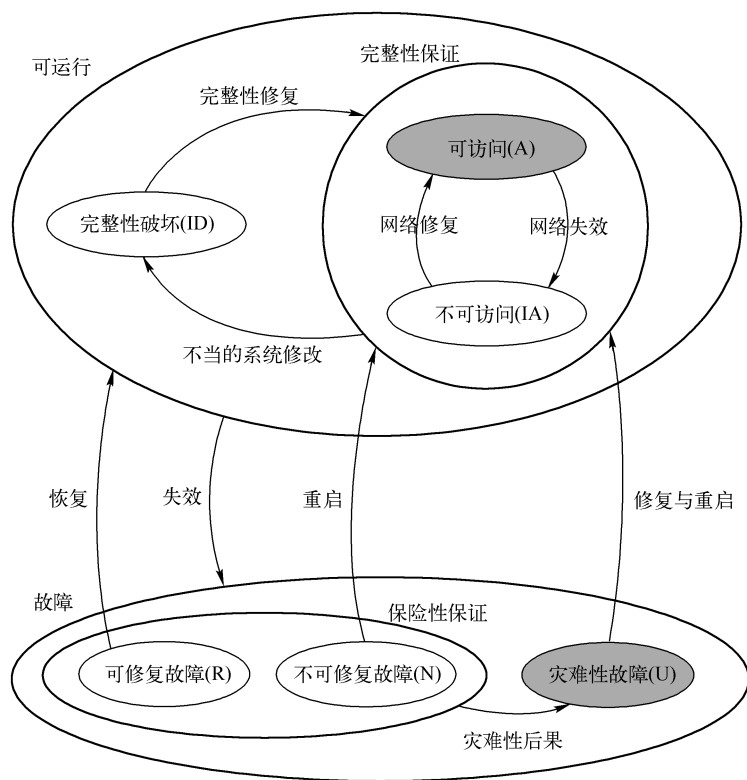 完整性保证
可运行
完整性修复
可访问(A)
完整性破坏(ID)
网络修复
网络失效
不可访问(IA)
不当的系统修改
恢复
失效
重启
修复与重启
故障
保险性保证
可修复故障(R)
不可修复故障(N)
灾难性故障(U)
灾难性后果